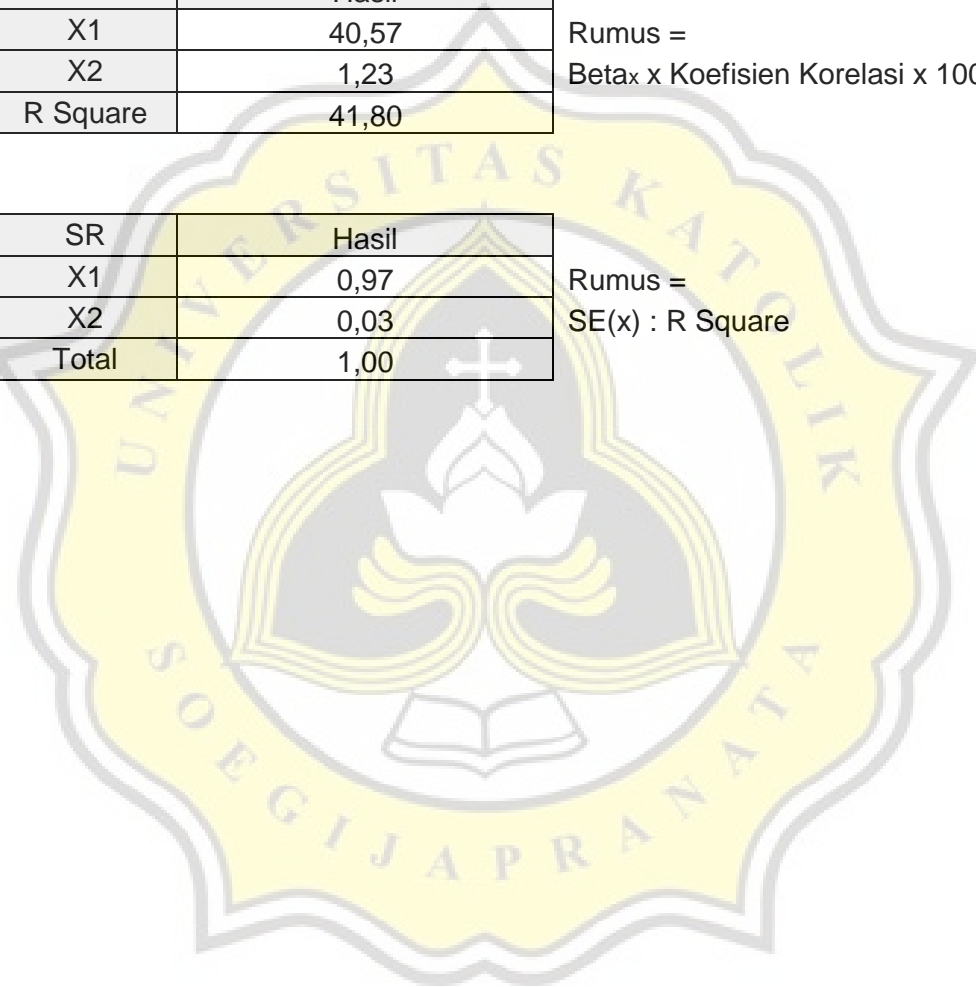 Hasil
X1 40,57 Rumus =
X2 1,23 Betax x Koefisien Korelasi x 100
R Square 41,80
SR Hasil
X1 0,97 Rumus =
X2 0,03 SE(x) : R Square
Total 1,00
UNIVERSITAS KATOLIK
SOEGIJAPRANATA